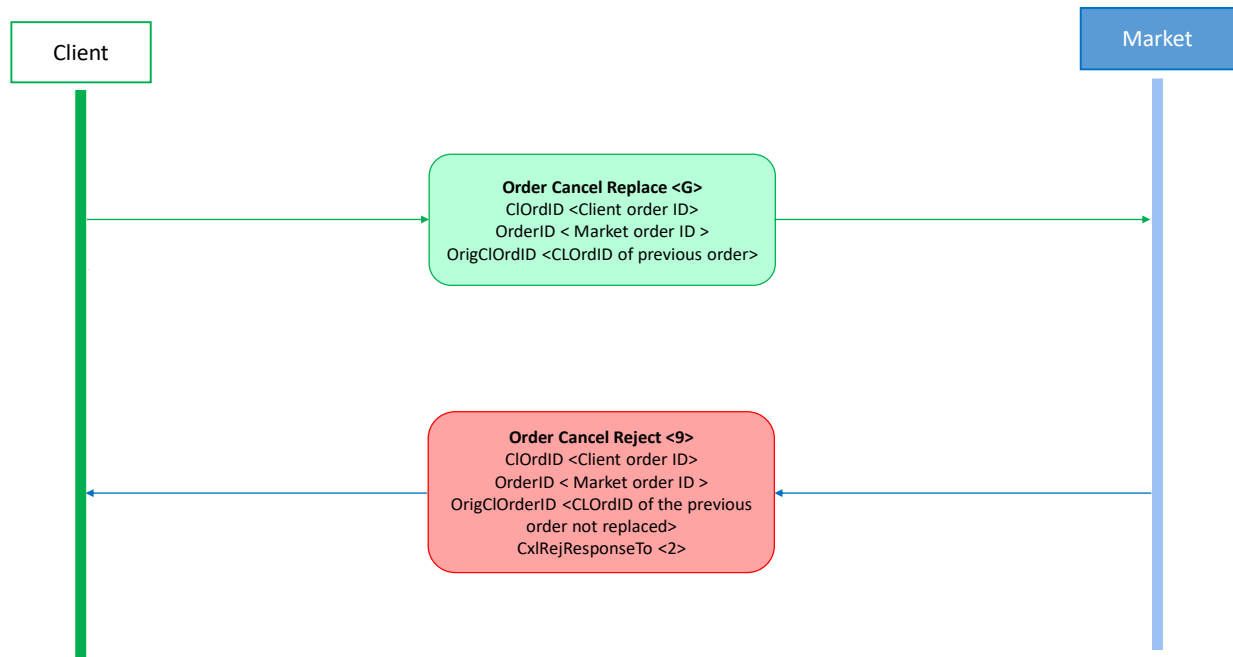 Client
Market
Order Cancel Replace <G>
ClOrdID <Client order ID>
OrderID < Market order ID >
OrigClOrdID <CLOrdID of previous order>
Order Cancel Reject <9>
ClOrdID <Client order ID>
OrderID < Market order ID >
OrigClOrderID <CLOrdID of the previous
order not replaced>
CxlRejResponseTo <2>